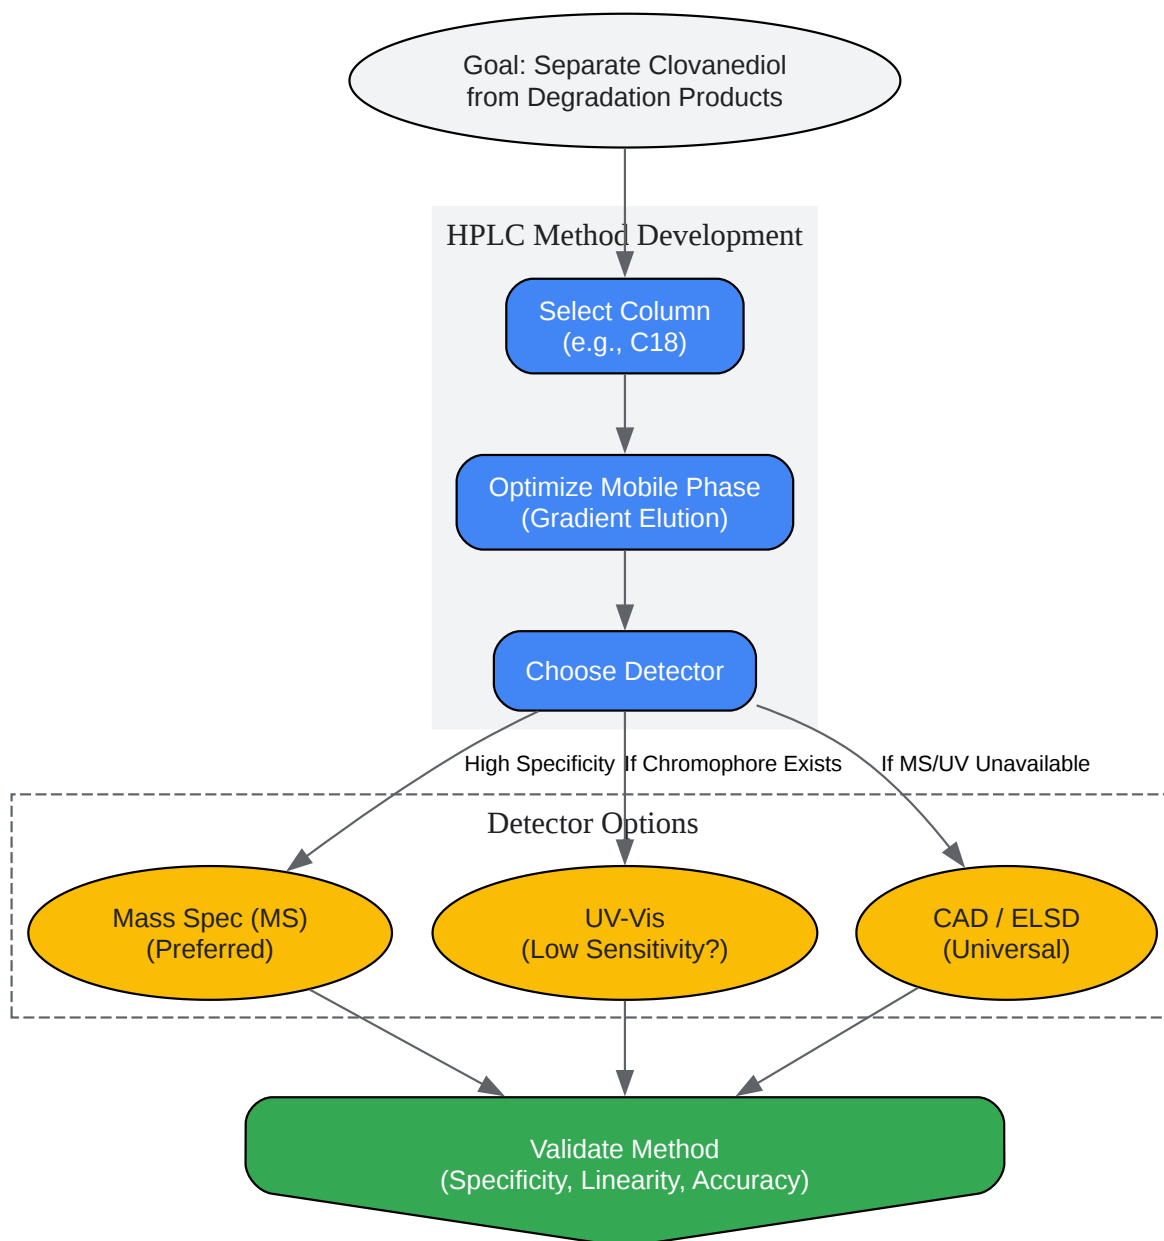 Goal: Separate Clovanediol
from Degradation Products
HPLC Method Development
Select Column
(e.g., C18)
Optimize Mobile Phase
(Gradient Elution)
Choose Detector
High Specificity
If Chromophore Exists
If MS/UV Unavailable
Detector Options
Mass Spec (MS)
(Preferred)
UV-Vis
(Low Sensitivity?)
CAD / ELSD
(Universal)
Validate Method
(Specificity, Linearity, Accuracy)